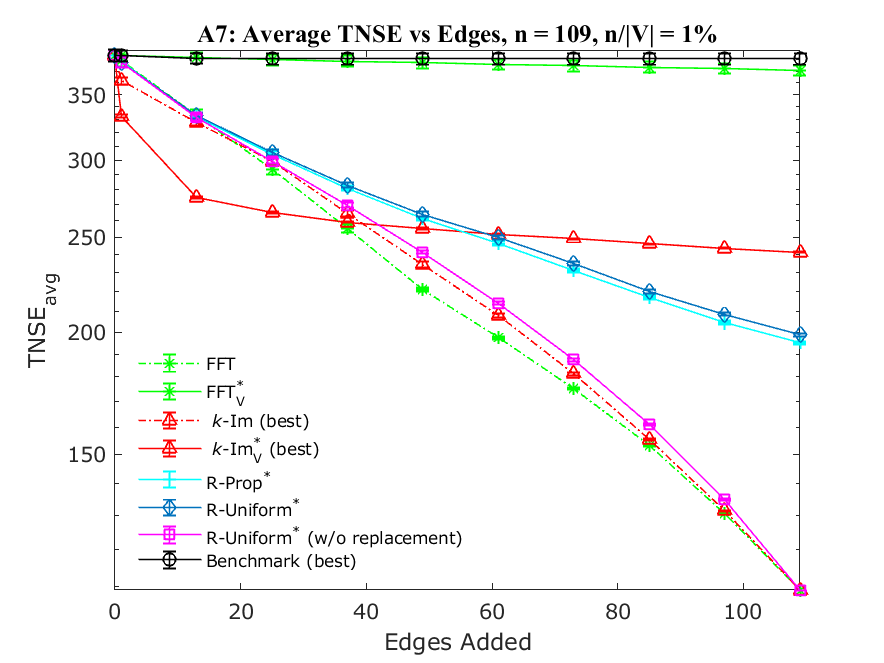 A7: Average TNSE vs Edges, n = 109, n/|V| = 1%
TNSE_avg
350
300
250
200
150
FFT
FFT*_V
k-Im (best)
k-Im*_V (best)
R-Prop*
R-Uniform*
R-Uniform* (w/o replacement)
Benchmark (best)
0 20 40 60 80 100
Edges Added